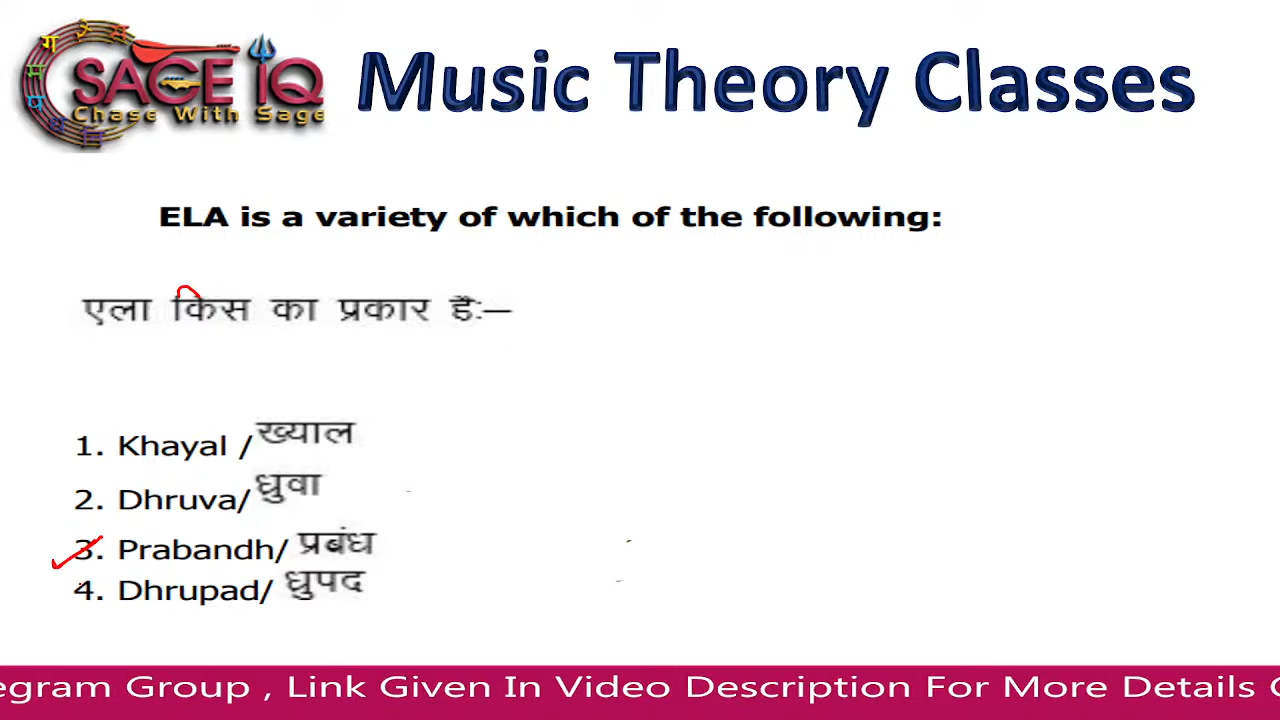 SAGE IQ
Chase With Sage
Music Theory Classes
ELA is a variety of which of the following:
एला किस का प्रकार है:–
1. Khayal /ख्याल
2. Dhruva/ध्रुवा
3. Prabandh/प्रबंध
4. Dhrupad/ध्रुपद
egram Group , Link Given In Video Description For More Details